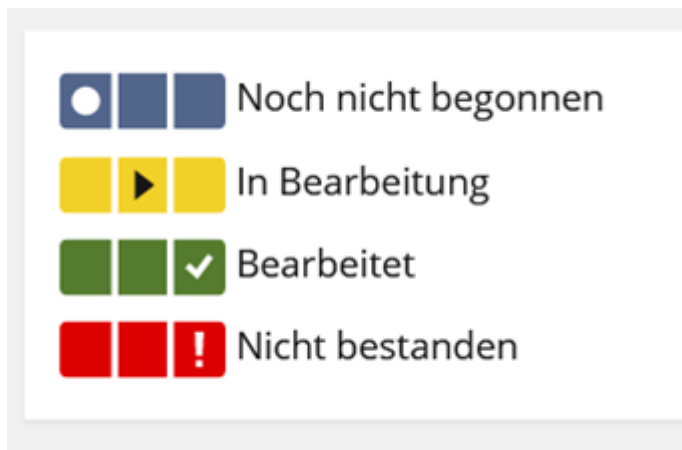 Noch nicht begonnen
In Bearbeitung
Bearbeitet
! Nicht bestanden